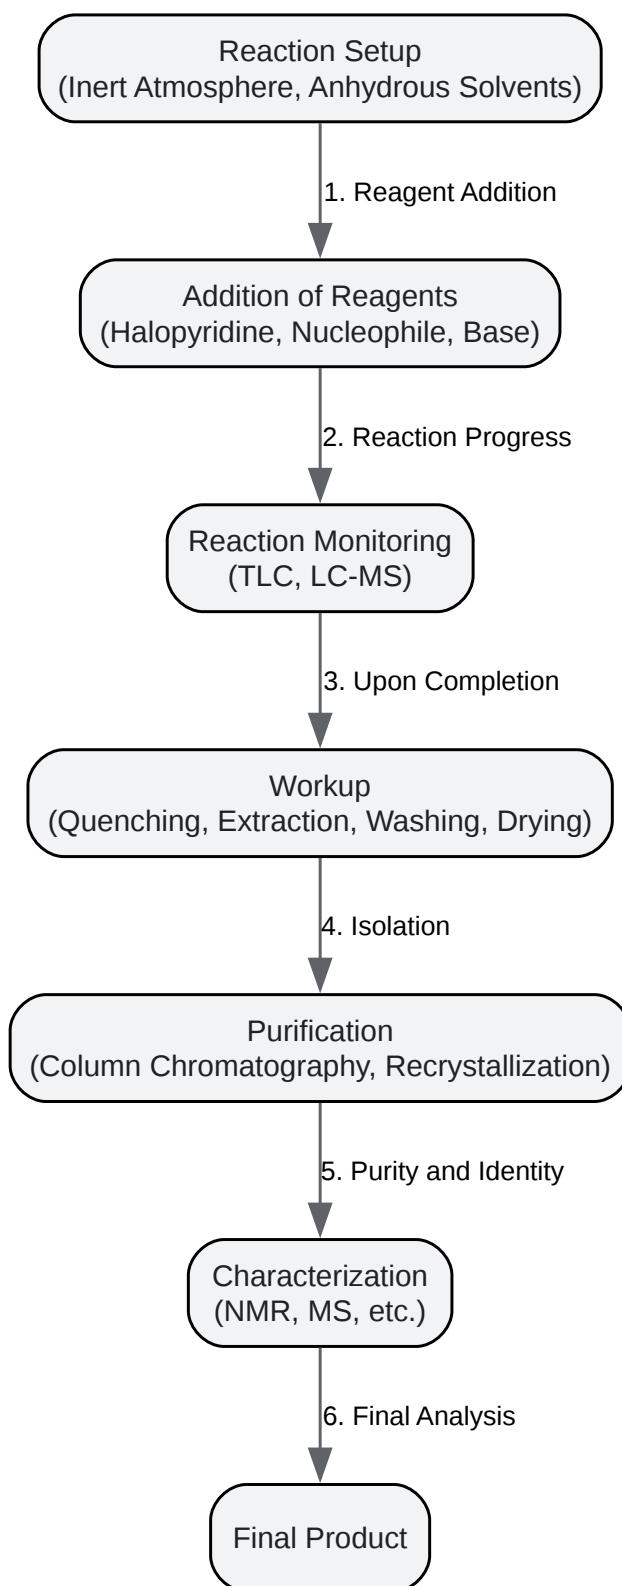 Reaction Setup
(Inert Atmosphere, Anhydrous Solvents)
1. Reagent Addition
Addition of Reagents
(Halopyridine, Nucleophile, Base)
2. Reaction Progress
Reaction Monitoring
(TLC, LC-MS)
3. Upon Completion
Workup
(Quenching, Extraction, Washing, Drying)
4. Isolation
Purification
(Column Chromatography, Recrystallization)
5. Purity and Identity
Characterization
(NMR, MS, etc.)
6. Final Analysis
Final Product